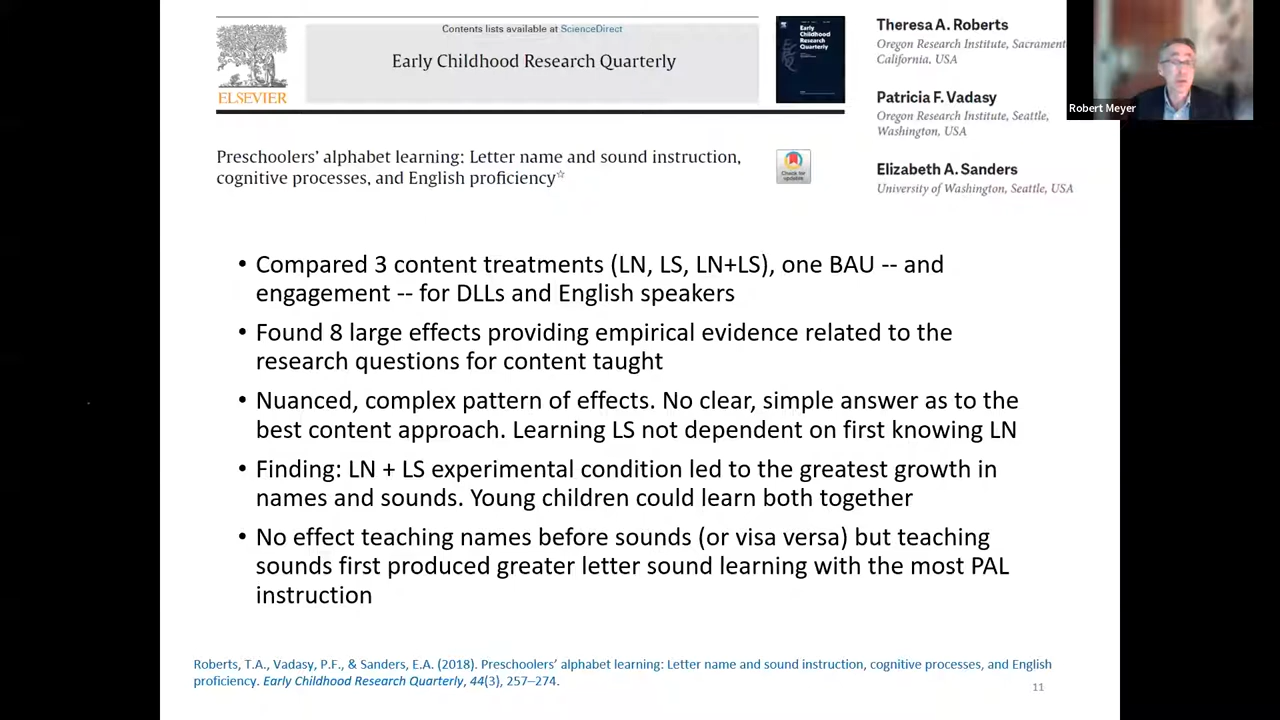 Contents lists available at ScienceDirect
Early Childhood Research Quarterly
ELSEVIER
Early
Childhood
Research
Quarterly
Preschoolers’ alphabet learning: Letter name and sound instruction,
cognitive processes, and English proficiency☆
Check for
updates
Theresa A. Roberts
Oregon Research Institute, Sacrament
California, USA
Patricia F. Vadasy
Oregon Research Institute, Seattle,
Washington, USA
Elizabeth A. Sanders
University of Washington, Seattle, USA
Robert Meyer
• Compared 3 content treatments (LN, LS, LN+LS), one BAU -- and
engagement -- for DLLs and English speakers
• Found 8 large effects providing empirical evidence related to the
research questions for content taught
• Nuanced, complex pattern of effects. No clear, simple answer as to the
best content approach. Learning LS not dependent on first knowing LN
• Finding: LN + LS experimental condition led to the greatest growth in
names and sounds. Young children could learn both together
• No effect teaching names before sounds (or visa versa) but teaching
sounds first produced greater letter sound learning with the most PAL
instruction
Roberts, T.A., Vadasy, P.F., & Sanders, E.A. (2018). Preschoolers’ alphabet learning: Letter name and sound instruction, cognitive processes, and English
proficiency. Early Childhood Research Quarterly, 44(3), 257–274.
11